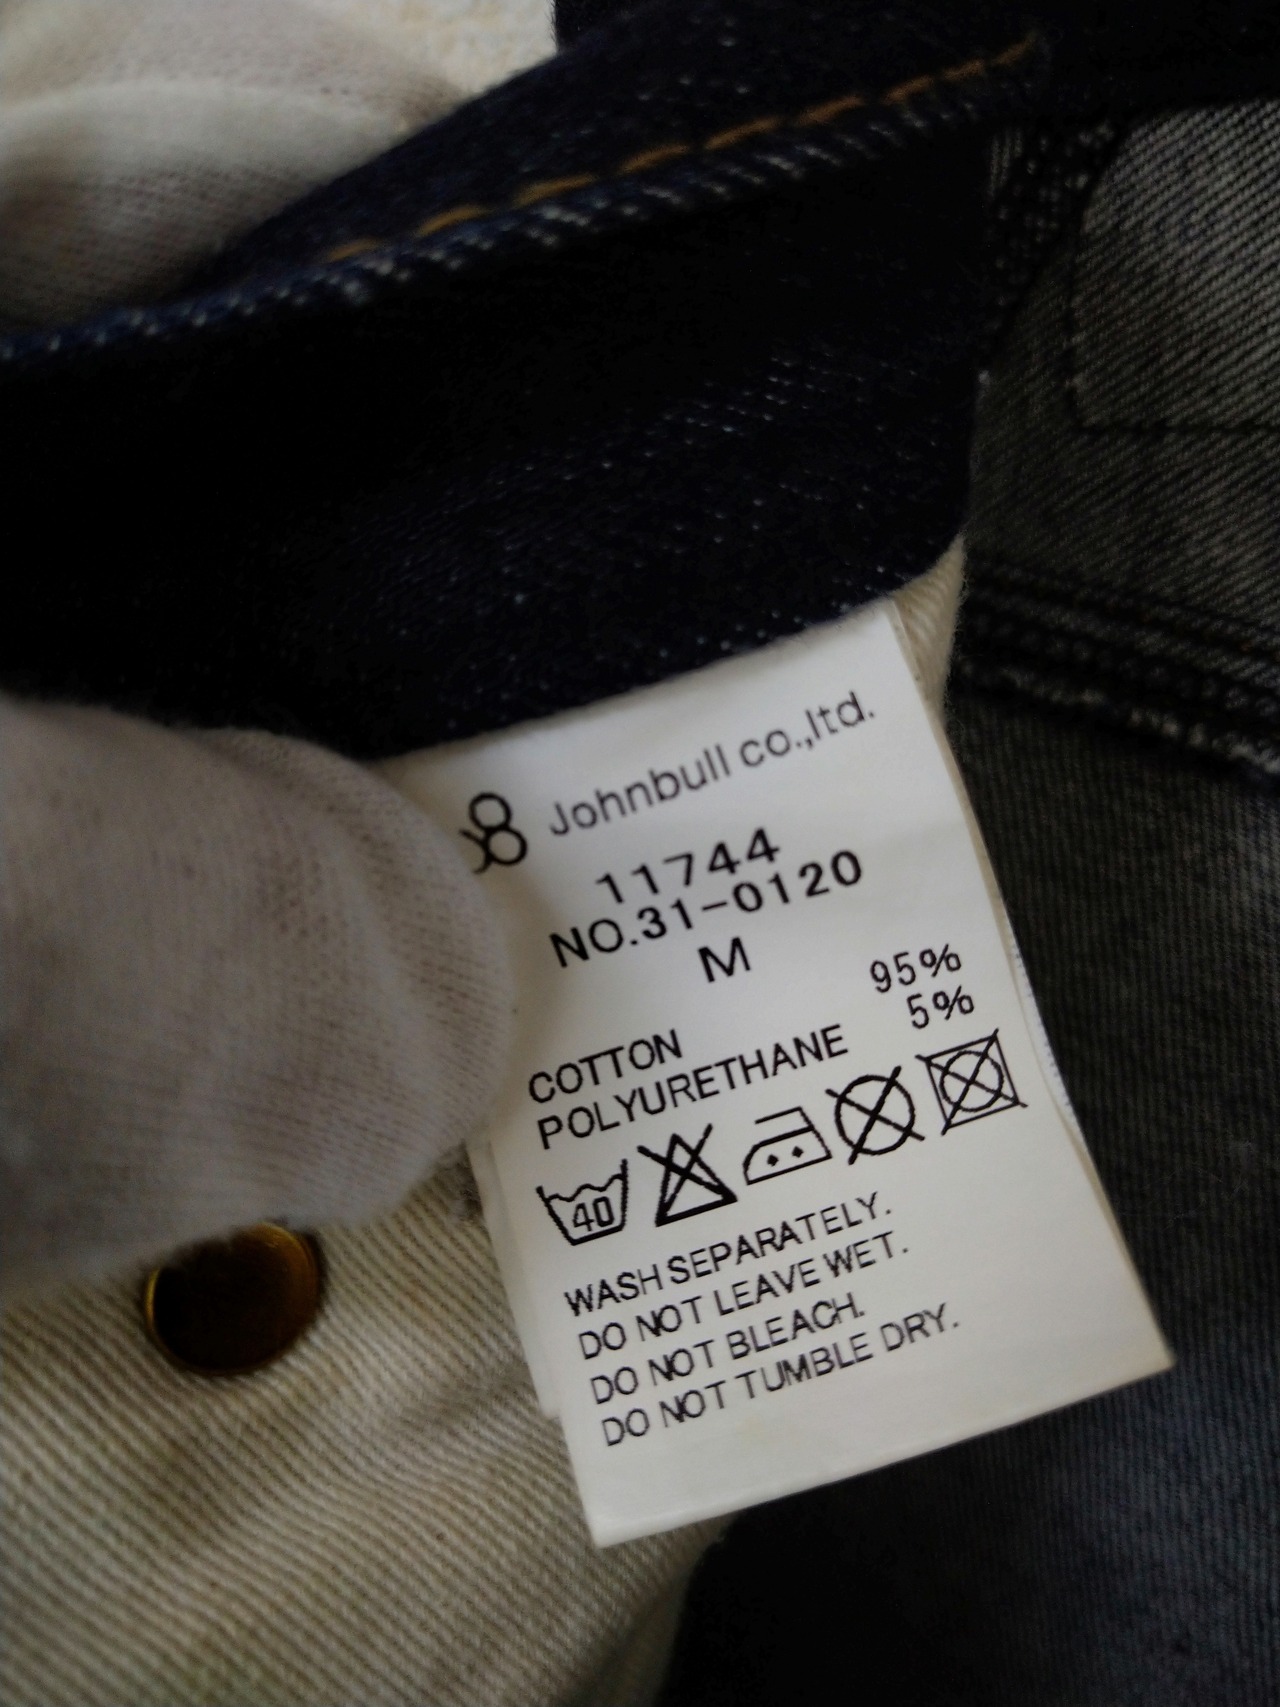 Johnbull co.,ltd.
11744
NO.31-0120
M
COTTON 95%
POLYURETHANE 5%
40
WASH SEPARATELY.
DO NOT LEAVE WET.
DO NOT BLEACH.
DO NOT TUMBLE DRY.